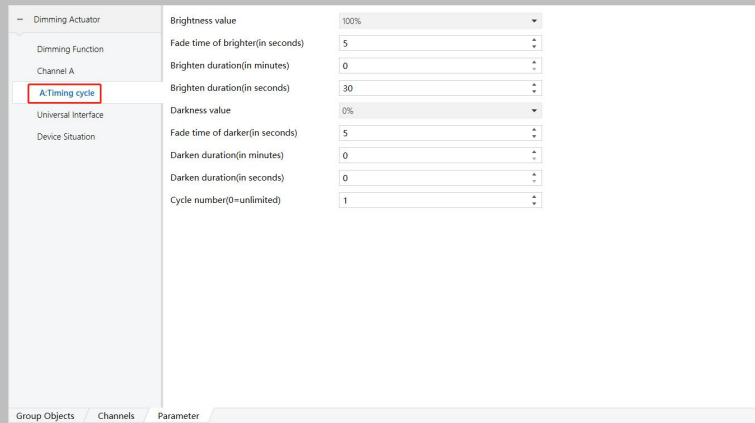 − Dimming Actuator
Dimming Function
Channel A
A:Timing cycle
Universal Interface
Device Situation
Brightness value 100%
Fade time of brighter(in seconds) 5
Brighten duration(in minutes) 0
Brighten duration(in seconds) 30
Darkness value 0%
Fade time of darker(in seconds) 5
Darken duration(in minutes) 0
Darken duration(in seconds) 0
Cycle number(0=unlimited) 1
Group Objects Channels Parameter